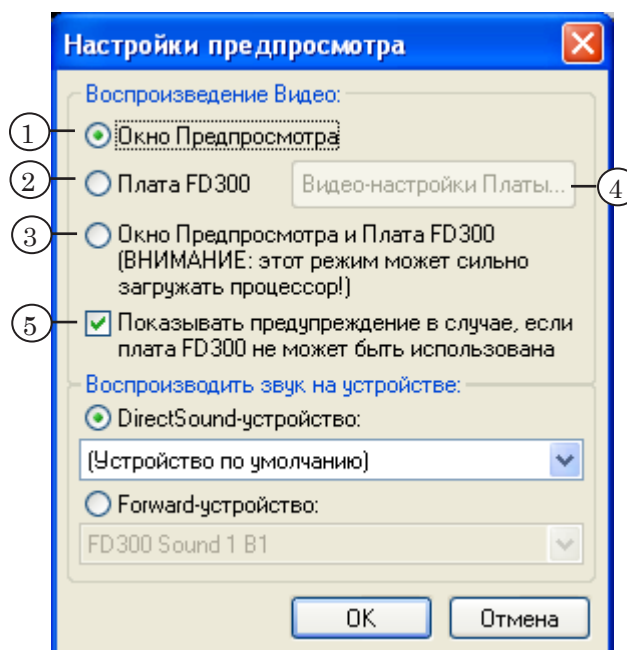 Настройки предпросмотра
Воспроизведение Видео:
1 Окно Предпросмотра
2 Плата FD300 Видео-настройки Платы... 4
3 Окно Предпросмотра и Плата FD300
(ВНИМАНИЕ: этот режим может сильно
загружать процессор!)
5 Показывать предупреждение в случае, если
плата FD300 не может быть использована
Воспроизводить звук на устройстве:
DirectSound-устройство:
(Устройство по умолчанию)
Forward-устройство:
FD300 Sound 1 B1
OK Отмена